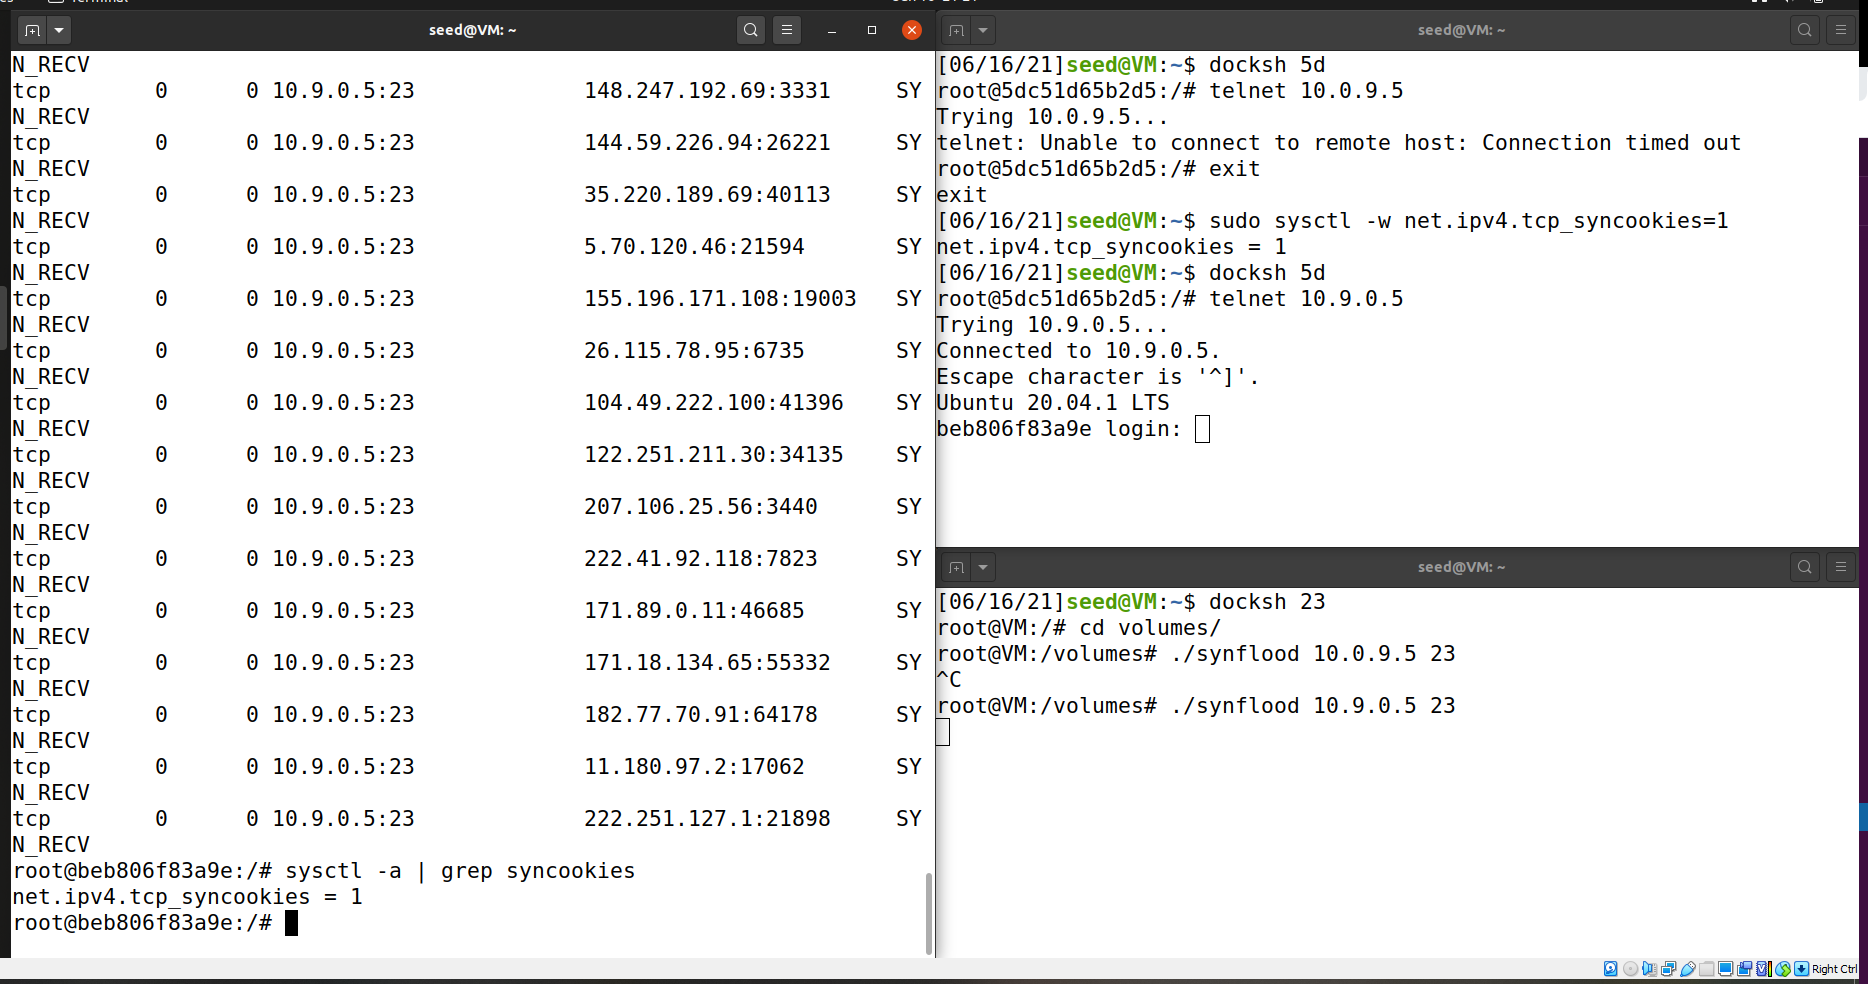 Terminal
seed@VM: ~
N_RECV
tcp 0 0 10.9.0.5:23 148.247.192.69:3331 SY
N_RECV
tcp 0 0 10.9.0.5:23 144.59.226.94:26221 SY
N_RECV
tcp 0 0 10.9.0.5:23 35.220.189.69:40113 SY
N_RECV
tcp 0 0 10.9.0.5:23 5.70.120.46:21594 SY
N_RECV
tcp 0 0 10.9.0.5:23 155.196.171.108:19003 SY
N_RECV
tcp 0 0 10.9.0.5:23 26.115.78.95:6735 SY
N_RECV
tcp 0 0 10.9.0.5:23 104.49.222.100:41396 SY
N_RECV
tcp 0 0 10.9.0.5:23 122.251.211.30:34135 SY
N_RECV
tcp 0 0 10.9.0.5:23 207.106.25.56:3440 SY
N_RECV
tcp 0 0 10.9.0.5:23 222.41.92.118:7823 SY
N_RECV
tcp 0 0 10.9.0.5:23 171.89.0.11:46685 SY
N_RECV
tcp 0 0 10.9.0.5:23 171.18.134.65:55332 SY
N_RECV
tcp 0 0 10.9.0.5:23 182.77.70.91:64178 SY
N_RECV
tcp 0 0 10.9.0.5:23 11.180.97.2:17062 SY
N_RECV
tcp 0 0 10.9.0.5:23 222.251.127.1:21898 SY
N_RECV
root@beb806f83a9e:/# sysctl -a | grep syncookies
net.ipv4.tcp_syncookies = 1
root@beb806f83a9e:/#
seed@VM: ~
[06/16/21]seed@VM:~$ docksh 5d
root@5dc51d65b2d5:/# telnet 10.0.9.5
Trying 10.0.9.5...
telnet: Unable to connect to remote host: Connection timed out
root@5dc51d65b2d5:/# exit
exit
[06/16/21]seed@VM:~$ sudo sysctl -w net.ipv4.tcp_syncookies=1
net.ipv4.tcp_syncookies = 1
[06/16/21]seed@VM:~$ docksh 5d
root@5dc51d65b2d5:/# telnet 10.9.0.5
Trying 10.9.0.5...
Connected to 10.9.0.5.
Escape character is '^]'.
Ubuntu 20.04.1 LTS
beb806f83a9e login:
seed@VM: ~
[06/16/21]seed@VM:~$ docksh 23
root@VM:/# cd volumes/
root@VM:/volumes# ./synflood 10.0.9.5 23
^C
root@VM:/volumes# ./synflood 10.9.0.5 23
Right Ctrl